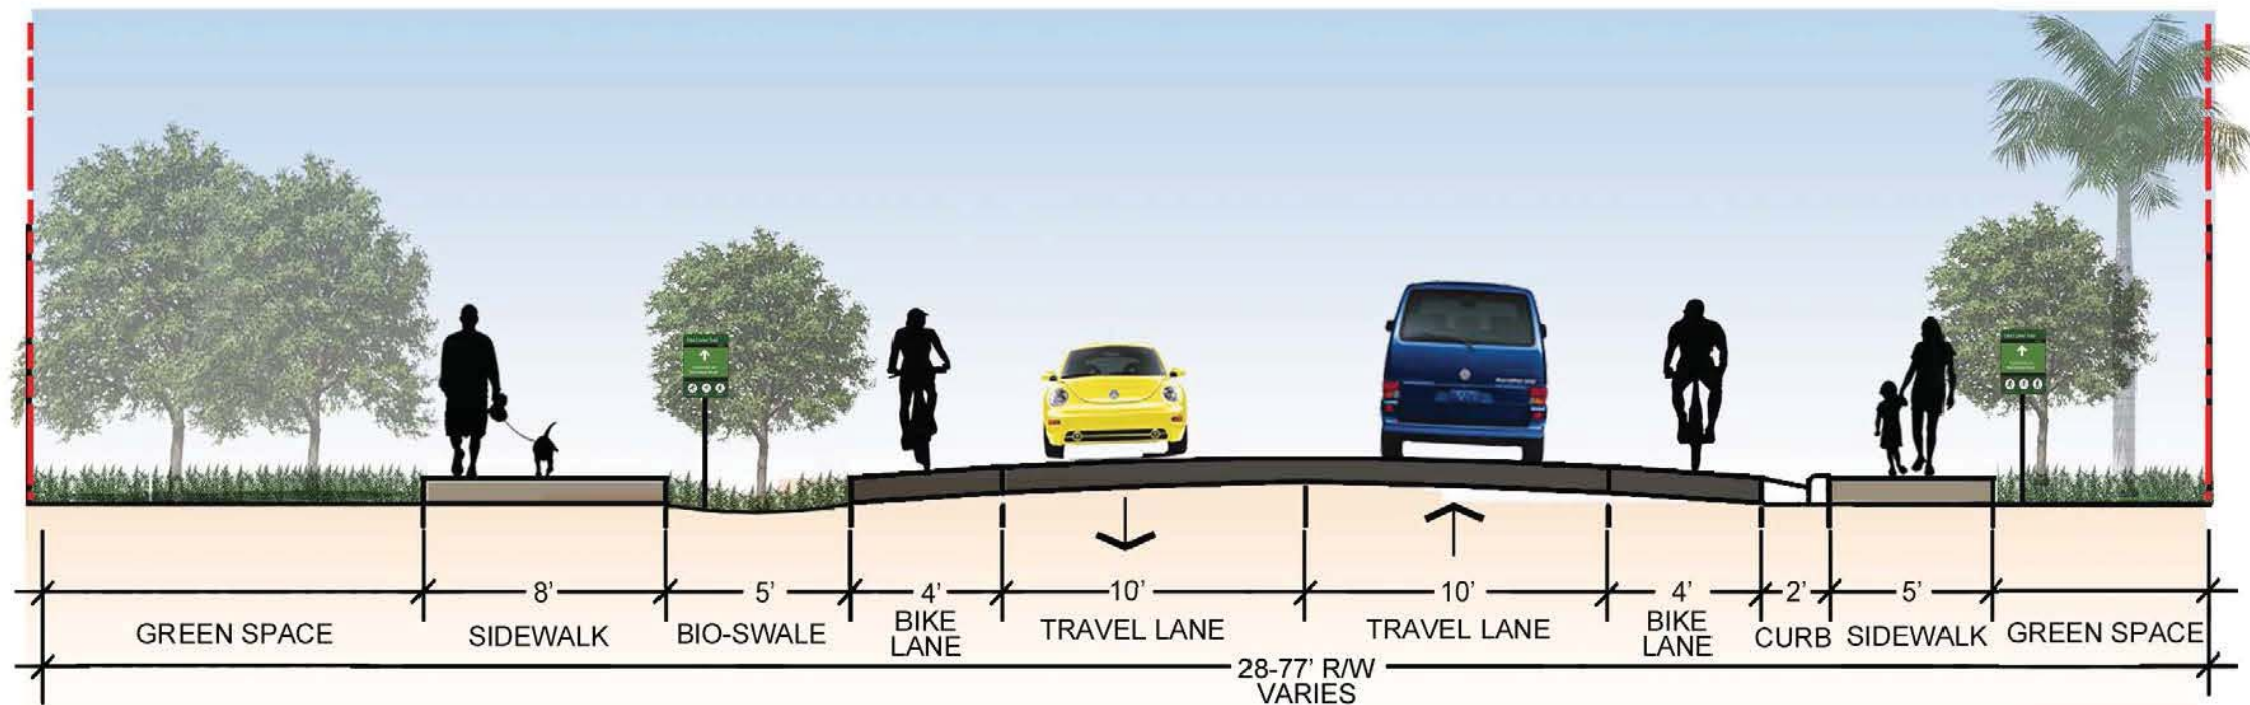 8' 5' 4' 10' 10' 4' 2' 5'
GREEN SPACE SIDEWALK BIO-SWALE BIKE LANE TRAVEL LANE TRAVEL LANE BIKE LANE CURB SIDEWALK GREEN SPACE
28-77' R/W
VARIES